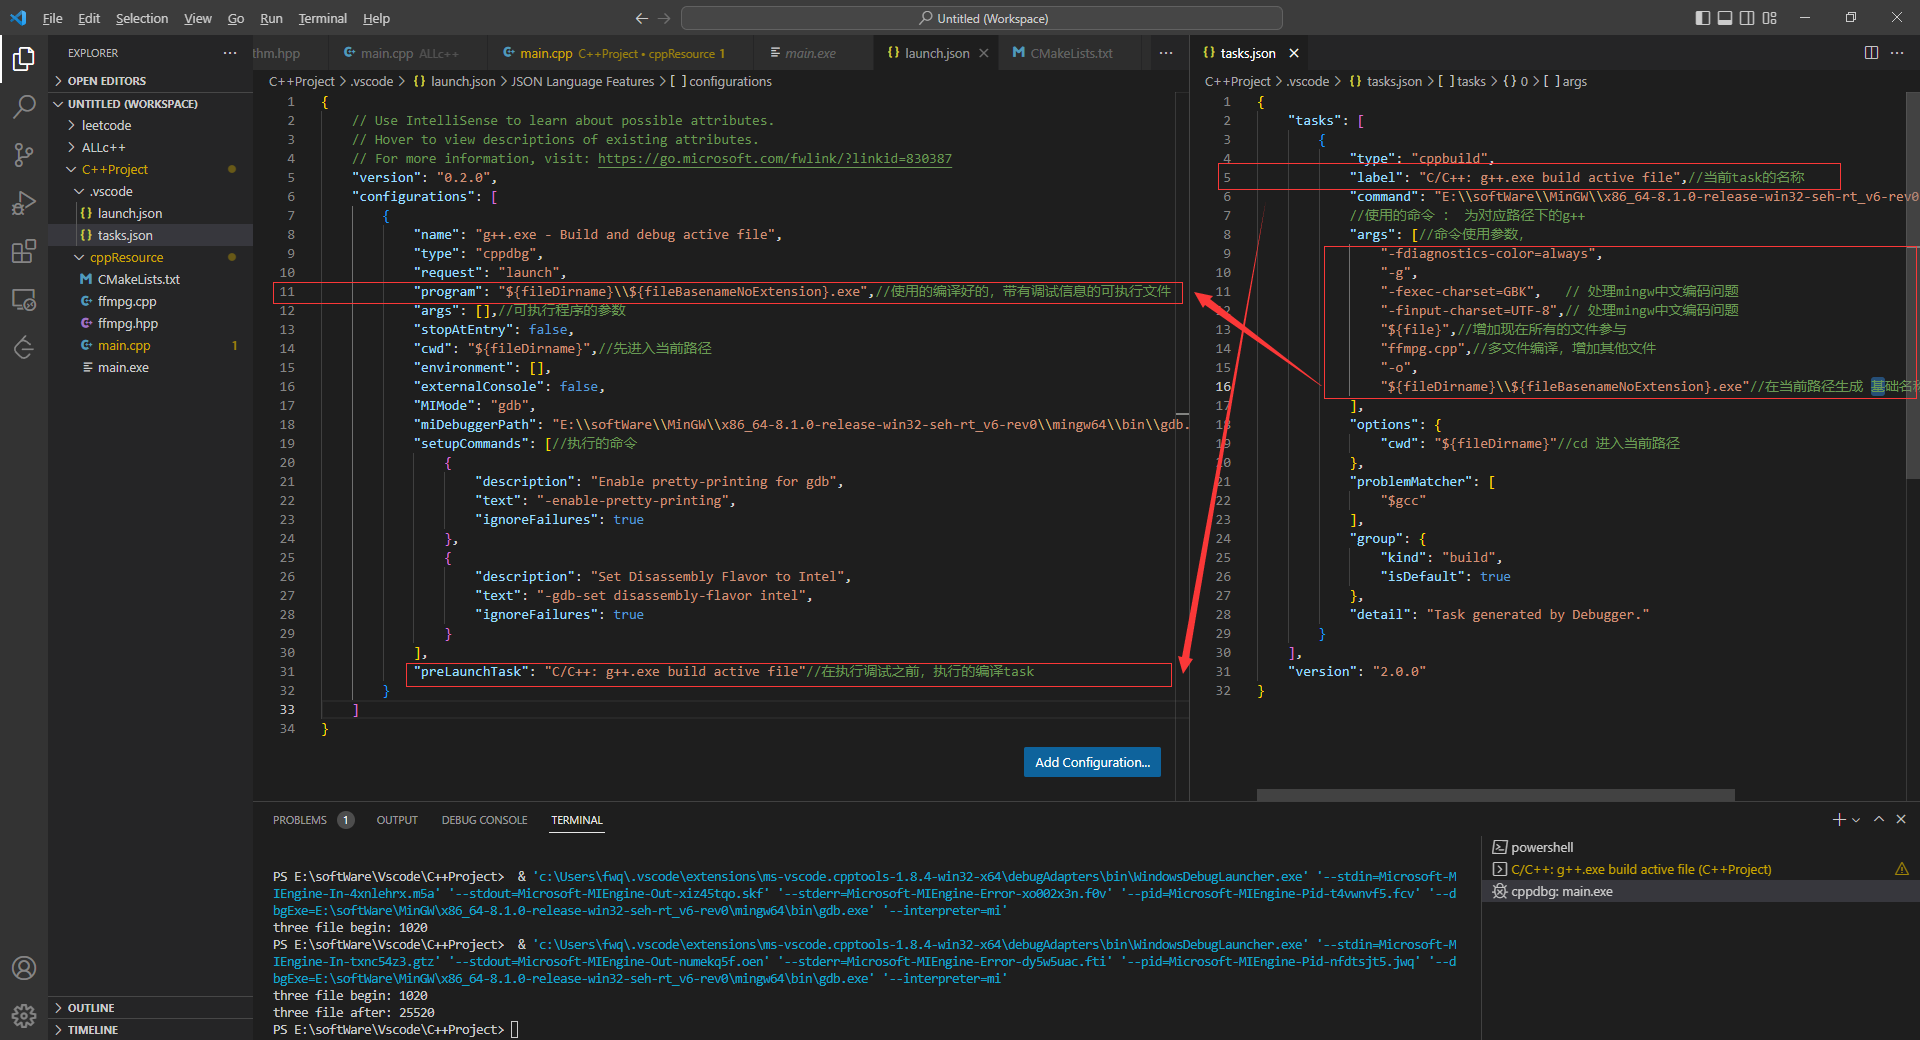 File Edit Selection View Go Run Terminal Help
Untitled (Workspace)
EXPLORER
OPEN EDITORS
UNTITLED (WORKSPACE)
leetcode
ALLc++
C++Project
.vscode
launch.json
tasks.json
cppResource
CMakeLists.txt
ffmpg.cpp
ffmpg.hpp
main.cpp 1
main.exe
OUTLINE
TIMELINE
thm.hpp main.cpp ALLc++ main.cpp C++Project • cppResource 1 main.exe launch.json CMakeLists.txt
C++Project > .vscode > {} launch.json > JSON Language Features > [ ] configurations
1 {
2 // Use IntelliSense to learn about possible attributes.
3 // Hover to view descriptions of existing attributes.
4 // For more information, visit: https://go.microsoft.com/fwlink/?linkid=830387
5 "version": "0.2.0",
6 "configurations": [
7 {
8 "name": "g++.exe - Build and debug active file",
9 "type": "cppdbg",
10 "request": "launch",
11 "program": "${fileDirname}\\${fileBasenameNoExtension}.exe",//使用的编译好的, 带有调试信息的可执行文件
12 "args": [],//可执行程序的参数
13 "stopAtEntry": false,
14 "cwd": "${fileDirname}",//先进入当前路径
15 "environment": [],
16 "externalConsole": false,
17 "MIMode": "gdb",
18 "miDebuggerPath": "E:\\softWare\\MinGW\\x86_64-8.1.0-release-win32-seh-rt_v6-rev0\\mingw64\\bin\\gdb.
19 "setupCommands": [//执行的命令
20 {
21 "description": "Enable pretty-printing for gdb",
22 "text": "-enable-pretty-printing",
23 "ignoreFailures": true
24 },
25 {
26 "description": "Set Disassembly Flavor to Intel",
27 "text": "-gdb-set disassembly-flavor intel",
28 "ignoreFailures": true
29 }
30 ],
31 "preLaunchTask": "C/C++: g++.exe build active file"//在执行调试之前, 执行的编译task
32 }
33 ]
34 }
Add Configuration...
tasks.json
C++Project > .vscode > {} tasks.json > [ ] tasks > {} 0 > [ ] args
1 {
2 "tasks": [
3 {
4 "type": "cppbuild",
5 "label": "C/C++: g++.exe build active file",//当前task的名称
6 "command": "E:\\softWare\\MinGW\\x86_64-8.1.0-release-win32-seh-rt_v6-rev0
7 //使用的命令 : 为对应路径下的g++
8 "args": [//命令使用参数,
9 "-fdiagnostics-color=always",
10 "-g",
11 "-fexec-charset=GBK", // 处理mingw中文编码问题
12 "-finput-charset=UTF-8",// 处理mingw中文编码问题
13 "${file}",//增加现在所有的文件参与
14 "ffmpg.cpp",//多文件编译, 增加其他文件
15 "-o",
16 "${fileDirname}\\${fileBasenameNoExtension}.exe"//在当前路径生成 基础名称
17 ],
18 "options": {
19 "cwd": "${fileDirname}"//cd 进入当前路径
20 },
21 "problemMatcher": [
22 "$gcc"
23 ],
24 "group": {
25 "kind": "build",
26 "isDefault": true
27 },
28 "detail": "Task generated by Debugger."
29 }
30 ],
31 "version": "2.0.0"
32 }
PROBLEMS 1 OUTPUT DEBUG CONSOLE TERMINAL
PS E:\softWare\Vscode\C++Project> & 'c:\Users\fwq\.vscode\extensions\ms-vscode.cpptools-1.8.4-win32-x64\debugAdapters\bin\WindowsDebugLauncher.exe' '--stdin=Microsoft-M
IEngine-In-4xnlehrx.m5a' '--stdout=Microsoft-MIEngine-Out-xiz45tqo.skf' '--stderr=Microsoft-MIEngine-Error-xo002x3n.f0v' '--pid=Microsoft-MIEngine-Pid-t4vwnvf5.fcv' '--d
bgExe=E:\softWare\MinGW\x86_64-8.1.0-release-win32-seh-rt_v6-rev0\mingw64\bin\gdb.exe' '--interpreter=mi'
three file begin: 1020
PS E:\softWare\Vscode\C++Project> & 'c:\Users\fwq\.vscode\extensions\ms-vscode.cpptools-1.8.4-win32-x64\debugAdapters\bin\WindowsDebugLauncher.exe' '--stdin=Microsoft-M
IEngine-In-txnc54z3.gtz' '--stdout=Microsoft-MIEngine-Out-numekq5f.oen' '--stderr=Microsoft-MIEngine-Error-dy5w5uac.fti' '--pid=Microsoft-MIEngine-Pid-nfdtsjt5.jwq' '--d
bgExe=E:\softWare\MinGW\x86_64-8.1.0-release-win32-seh-rt_v6-rev0\mingw64\bin\gdb.exe' '--interpreter=mi'
three file begin: 1020
three file after: 25520
PS E:\softWare\Vscode\C++Project>
powershell
C/C++: g++.exe build active file (C++Project)
cppdbg: main.exe